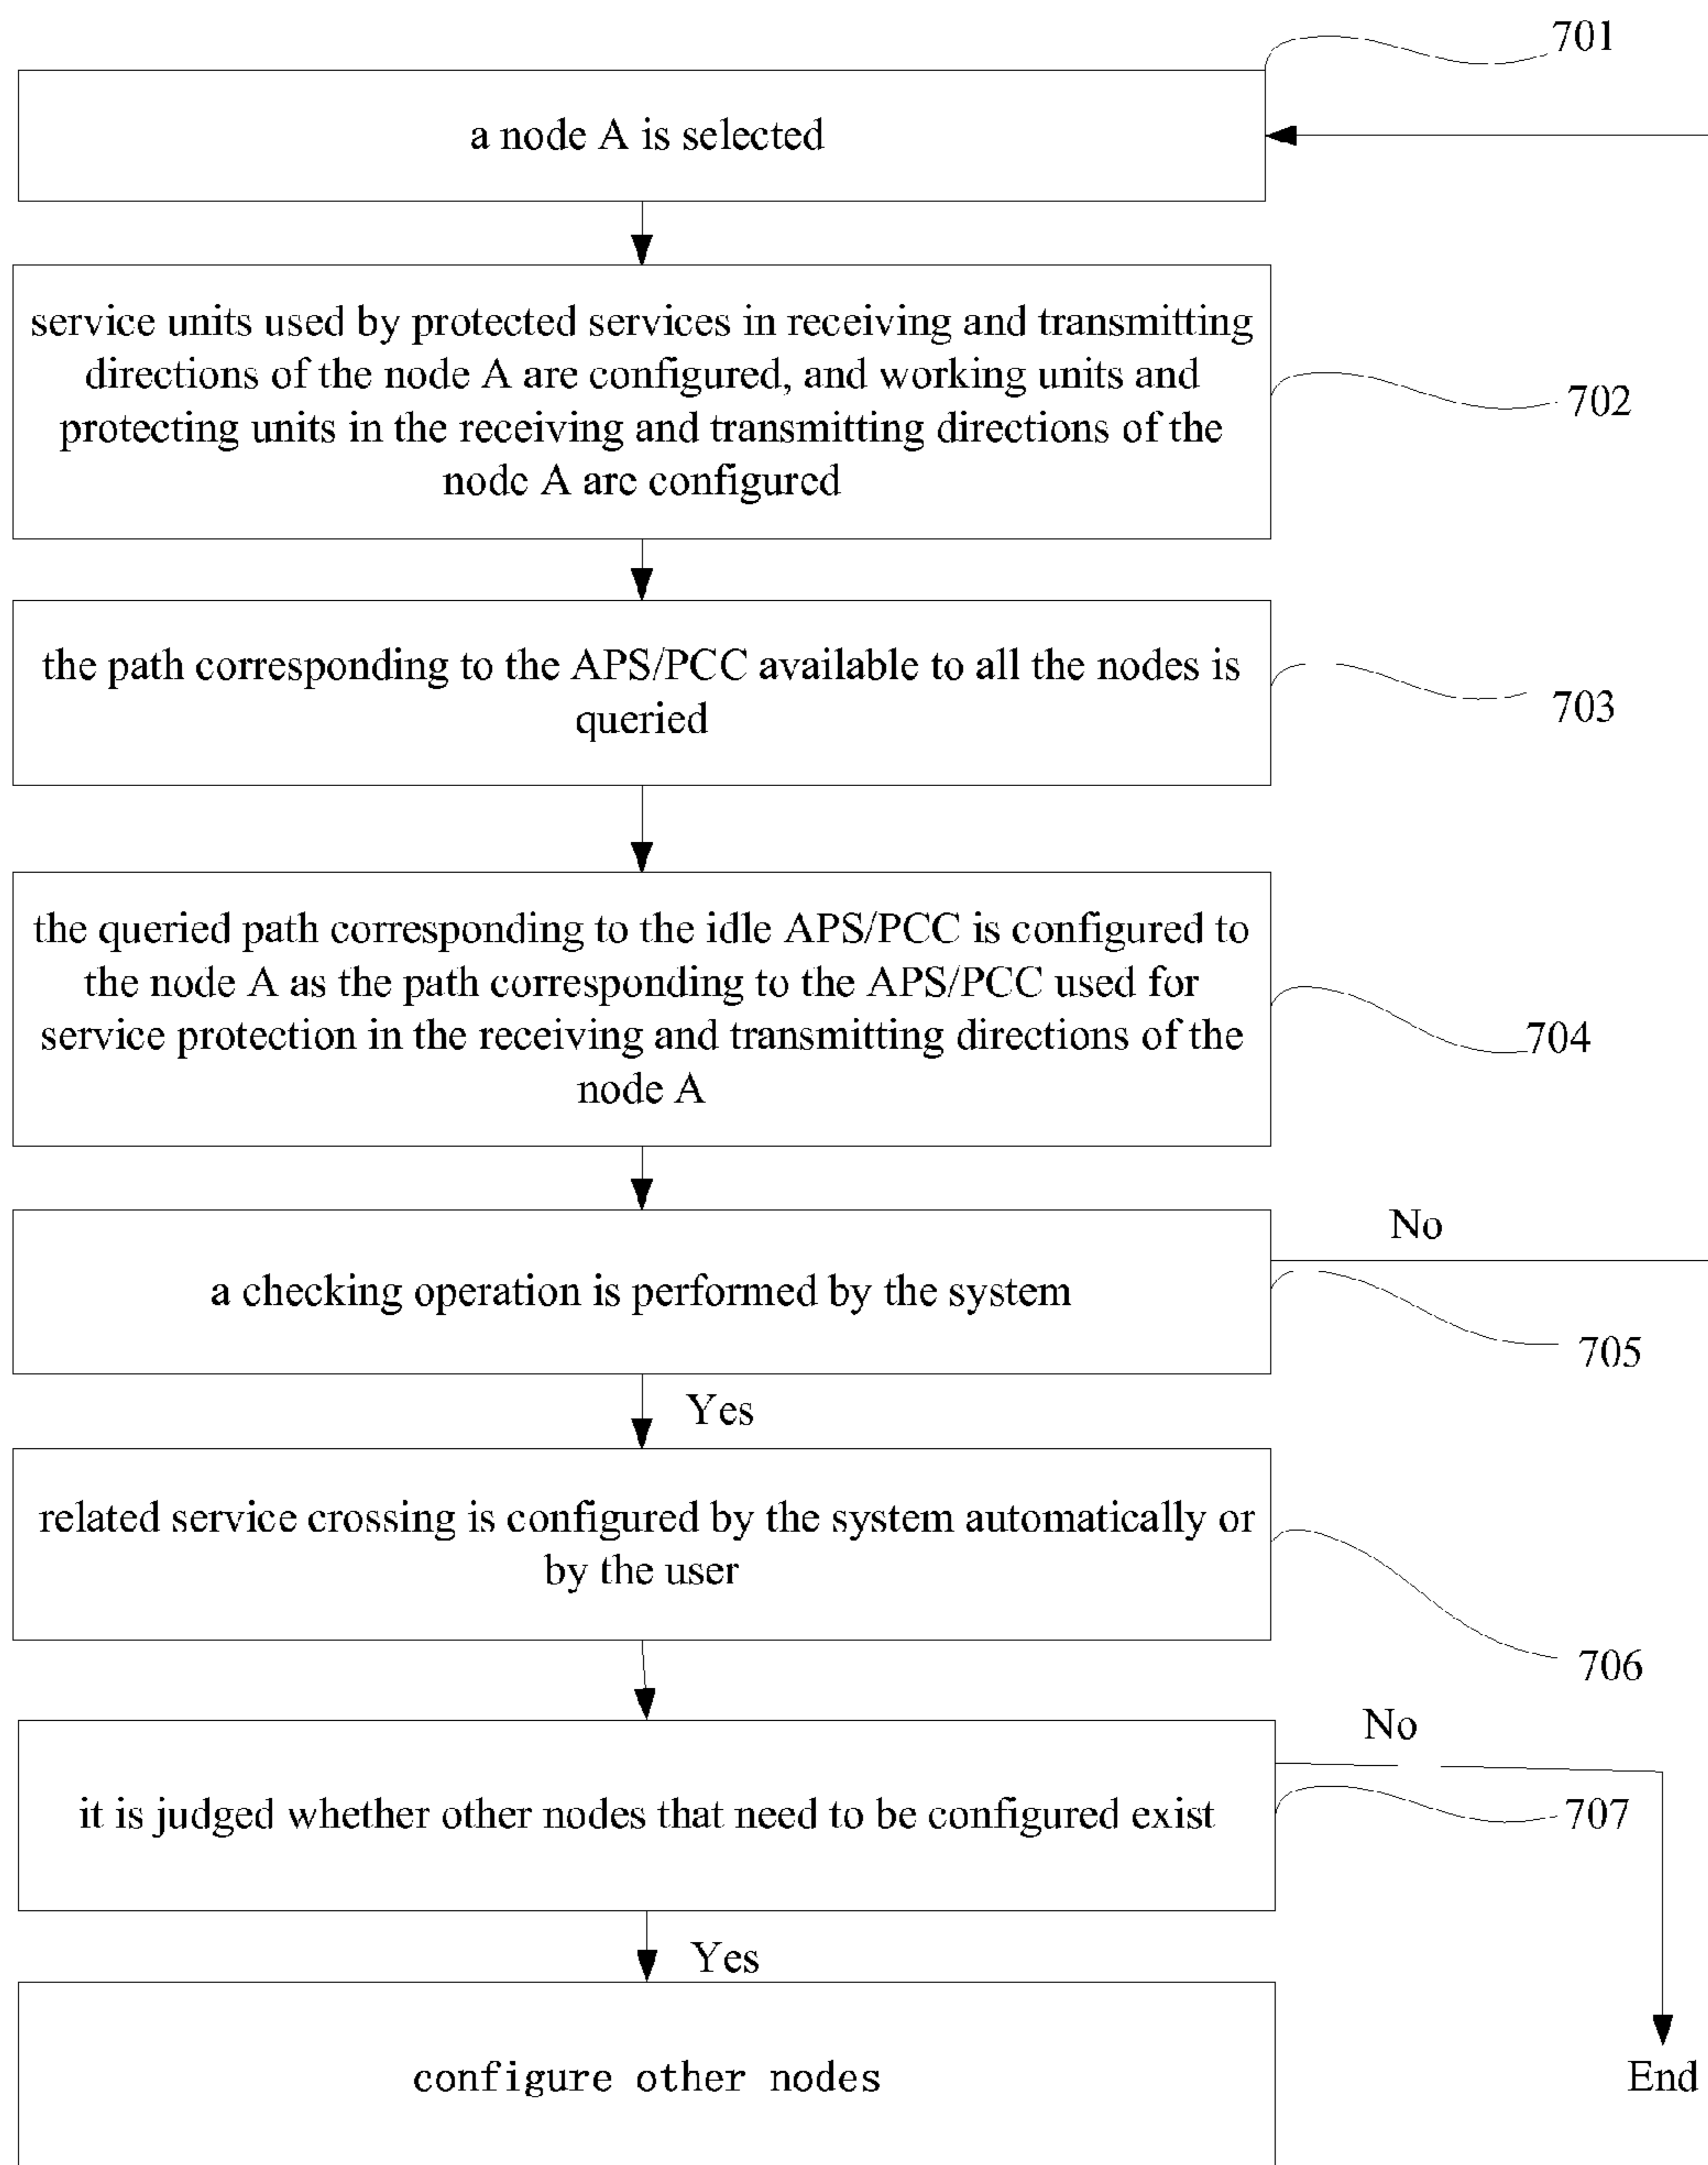 701
a node A is selected
service units used by protected services in receiving and transmitting
directions of the node A are configured, and working units and
protecting units in the receiving and transmitting directions of the
node A are configured
702
the path corresponding to the APS/PCC available to all the nodes is
queried
703
the queried path corresponding to the idle APS/PCC is configured to
the node A as the path corresponding to the APS/PCC used for
service protection in the receiving and transmitting directions of the
node A
704
No
a checking operation is performed by the system
705
Yes
related service crossing is configured by the system automatically or
by the user
706
No
it is judged whether other nodes that need to be configured exist
707
Yes
configure other nodes
End